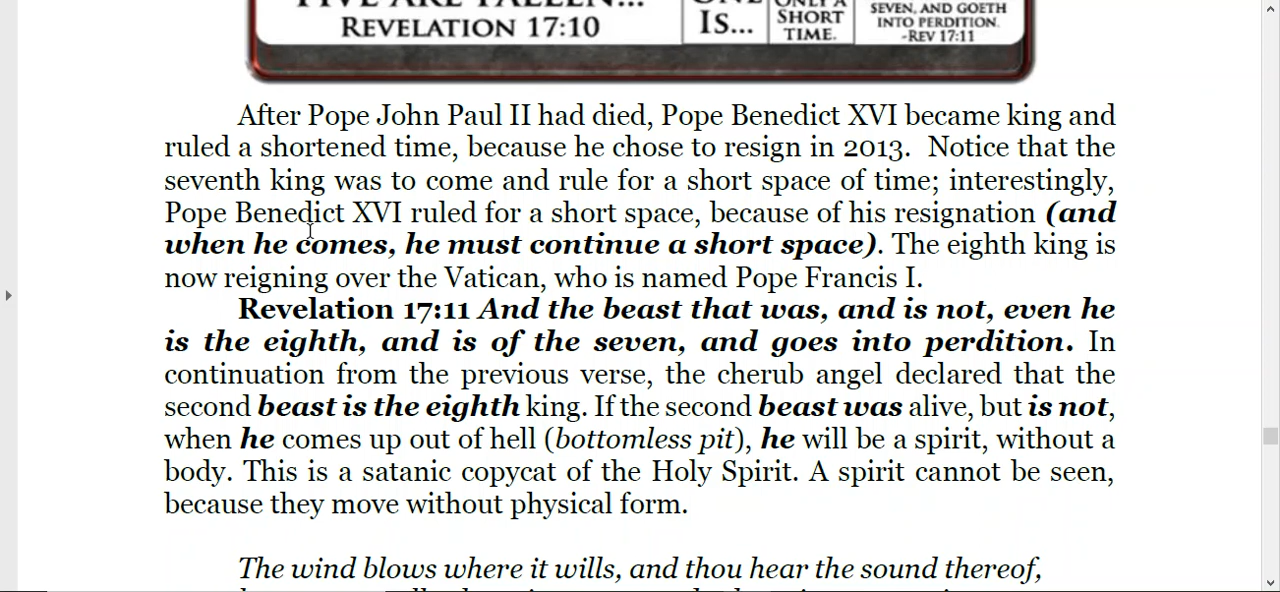 FIVE ARE FALLEN...
REVELATION 17:10
ONE
IS...
ONLY A
SHORT
TIME.
SEVEN, AND GOETH
INTO PERDITION.
-REV 17:11
After Pope John Paul II had died, Pope Benedict XVI became king and
ruled a shortened time, because he chose to resign in 2013.  Notice that the
seventh king was to come and rule for a short space of time; interestingly,
Pope Benedict XVI ruled for a short space, because of his resignation (and
when he comes, he must continue a short space). The eighth king is
now reigning over the Vatican, who is named Pope Francis I.
Revelation 17:11 And the beast that was, and is not, even he
is the eighth, and is of the seven, and goes into perdition. In
continuation from the previous verse, the cherub angel declared that the
second beast is the eighth king. If the second beast was alive, but is not,
when he comes up out of hell (bottomless pit), he will be a spirit, without a
body. This is a satanic copycat of the Holy Spirit. A spirit cannot be seen,
because they move without physical form.
The wind blows where it wills, and thou hear the sound thereof,